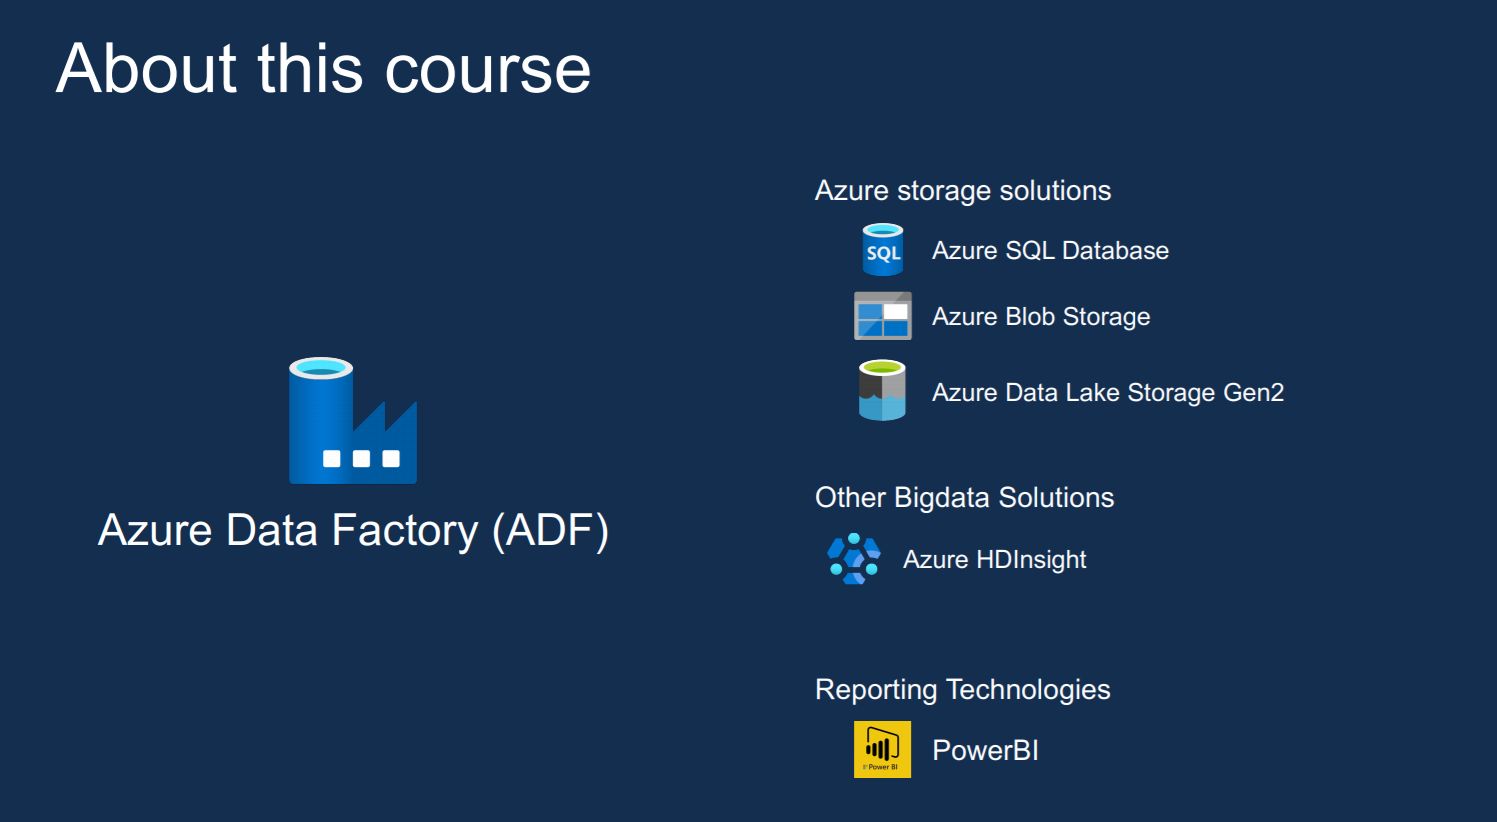 About this course
Azure Data Factory (ADF)
Azure storage solutions
SQL
Azure SQL Database
Azure Blob Storage
Azure Data Lake Storage Gen2
Other Bigdata Solutions
Azure HDInsight
Reporting Technologies
Power BI
PowerBI